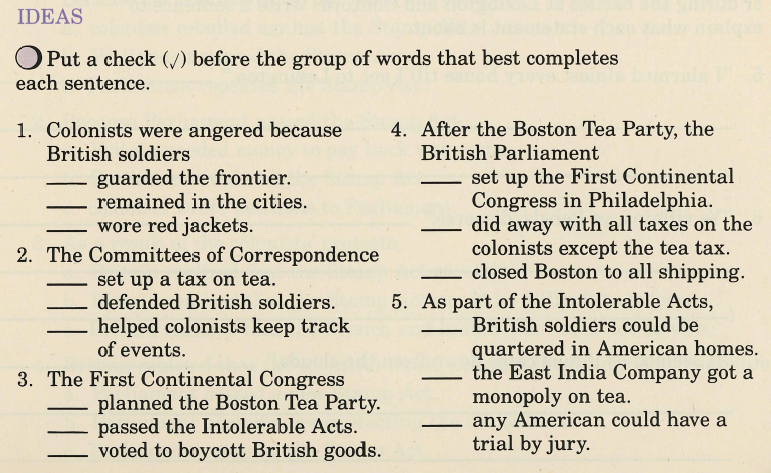 IDEAS
Put a check (√) before the group of words that best completes
each sentence.
1. Colonists were angered because
British soldiers
____ guarded the frontier.
____ remained in the cities.
____ wore red jackets.
2. The Committees of Correspondence
____ set up a tax on tea.
____ defended British soldiers.
____ helped colonists keep track
of events.
3. The First Continental Congress
____ planned the Boston Tea Party.
____ passed the Intolerable Acts.
____ voted to boycott British goods.
4. After the Boston Tea Party, the
British Parliament
____ set up the First Continental
Congress in Philadelphia.
____ did away with all taxes on the
colonists except the tea tax.
____ closed Boston to all shipping.
5. As part of the Intolerable Acts,
____ British soldiers could be
quartered in American homes.
____ the East India Company got a
monopoly on tea.
____ any American could have a
trial by jury.